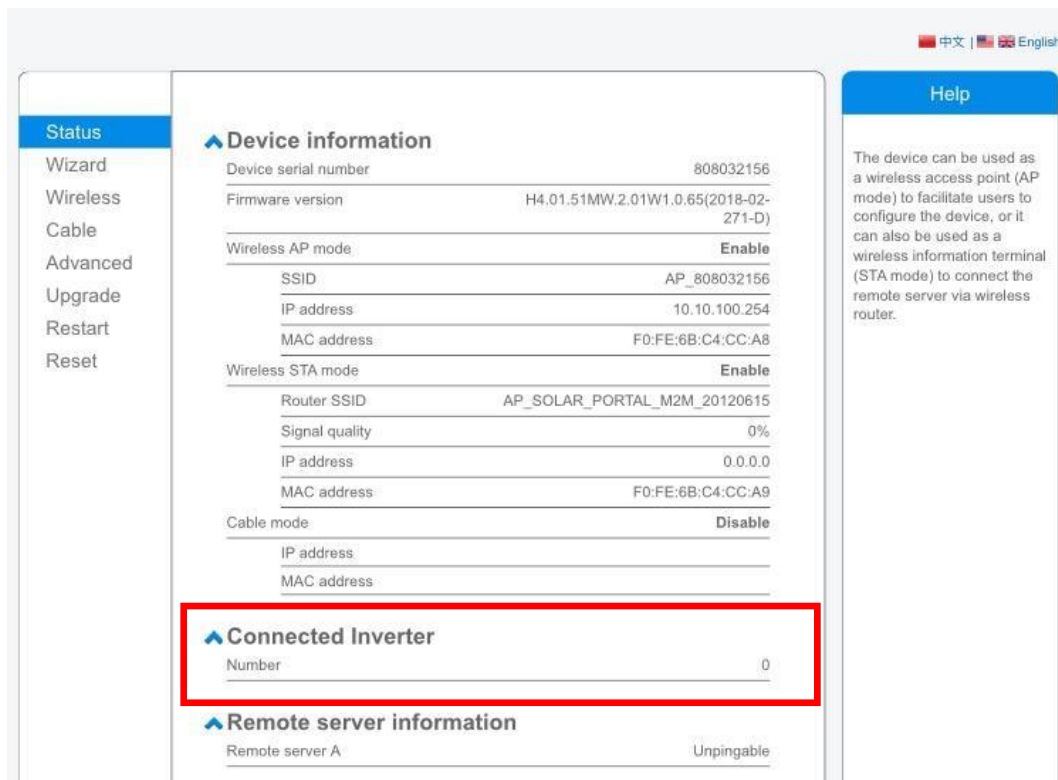 中文 | English
Status
Wizard
Wireless
Cable
Advanced
Upgrade
Restart
Reset
Device information
Device serial number 808032156
Firmware version H4.01.51MW.2.01W1.0.65(2018-02-
271-D)
Wireless AP mode Enable
SSID AP_808032156
IP address 10.10.100.254
MAC address F0:FE:6B:C4:CC:A8
Wireless STA mode Enable
Router SSID AP_SOLAR_PORTAL_M2M_20120615
Signal quality 0%
IP address 0.0.0.0
MAC address F0:FE:6B:C4:CC:A9
Cable mode Disable
IP address
MAC address
Connected Inverter
Number 0
Remote server information
Remote server A Unpingable
Help
The device can be used as
a wireless access point (AP
mode) to facilitate users to
configure the device, or it
can also be used as a
wireless information terminal
(STA mode) to connect the
remote server via wireless
router.